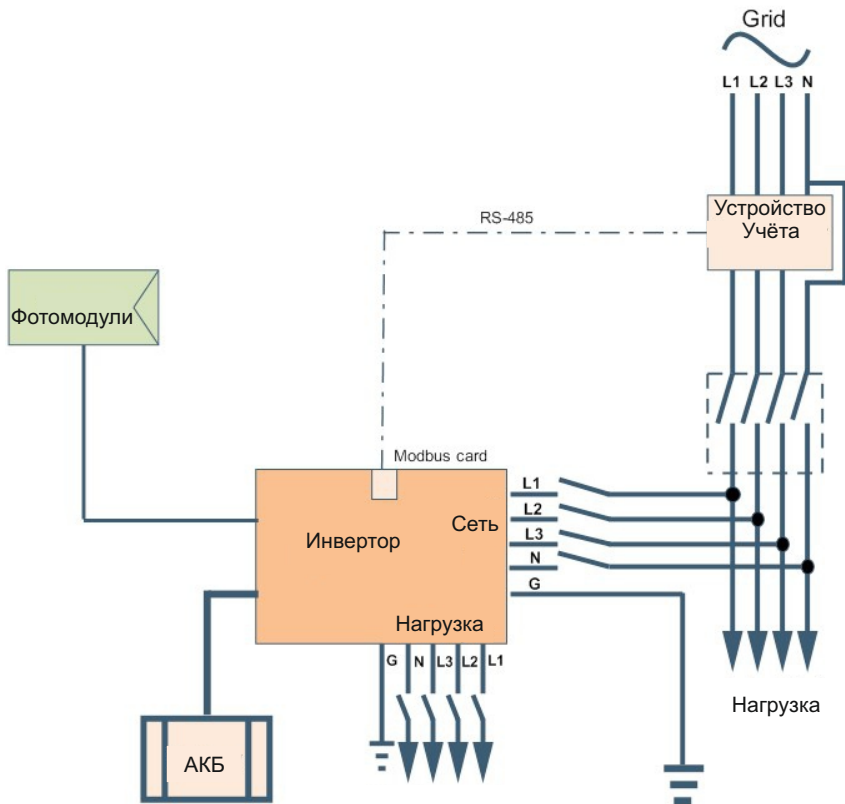 Grid
L1 L2 L3 N
Устройство
Учёта
RS-485
Фотомодули
Modbus card
L1
Сеть
L2
Инвертор
L3
N
G
Нагрузка
G N L3 L2 L1
Нагрузка
АКБ